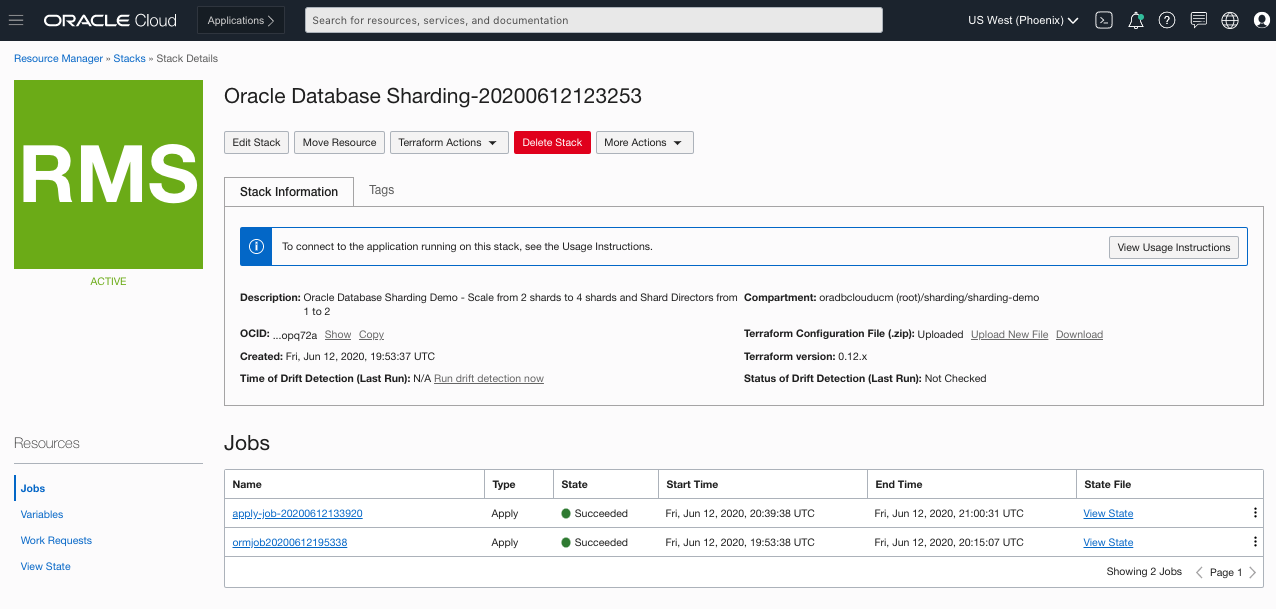 ORACLE Cloud Applications Search for resources, services, and documentation US West (Phoenix)
Resource Manager » Stacks » Stack Details
RMS
ACTIVE
Oracle Database Sharding-20200612123253
Edit Stack Move Resource Terraform Actions Delete Stack More Actions
Stack Information Tags
To connect to the application running on this stack, see the Usage Instructions. View Usage Instructions
Description: Oracle Database Sharding Demo - Scale from 2 shards to 4 shards and Shard Directors from
1 to 2
Compartment: oradbclouducm (root)/sharding/sharding-demo
OCID: ...opq72a Show Copy
Terraform Configuration File (.zip): Uploaded Upload New File Download
Created: Fri, Jun 12, 2020, 19:53:37 UTC
Terraform version: 0.12.x
Time of Drift Detection (Last Run): N/A Run drift detection now
Status of Drift Detection (Last Run): Not Checked
Resources
Jobs
Variables
Work Requests
View State
Jobs
Name Type State Start Time End Time State File
apply-job-20200612133920 Apply Succeeded Fri, Jun 12, 2020, 20:39:38 UTC Fri, Jun 12, 2020, 21:00:31 UTC View State
ormjob20200612195338 Apply Succeeded Fri, Jun 12, 2020, 19:53:38 UTC Fri, Jun 12, 2020, 20:15:07 UTC View State
Showing 2 Jobs Page 1